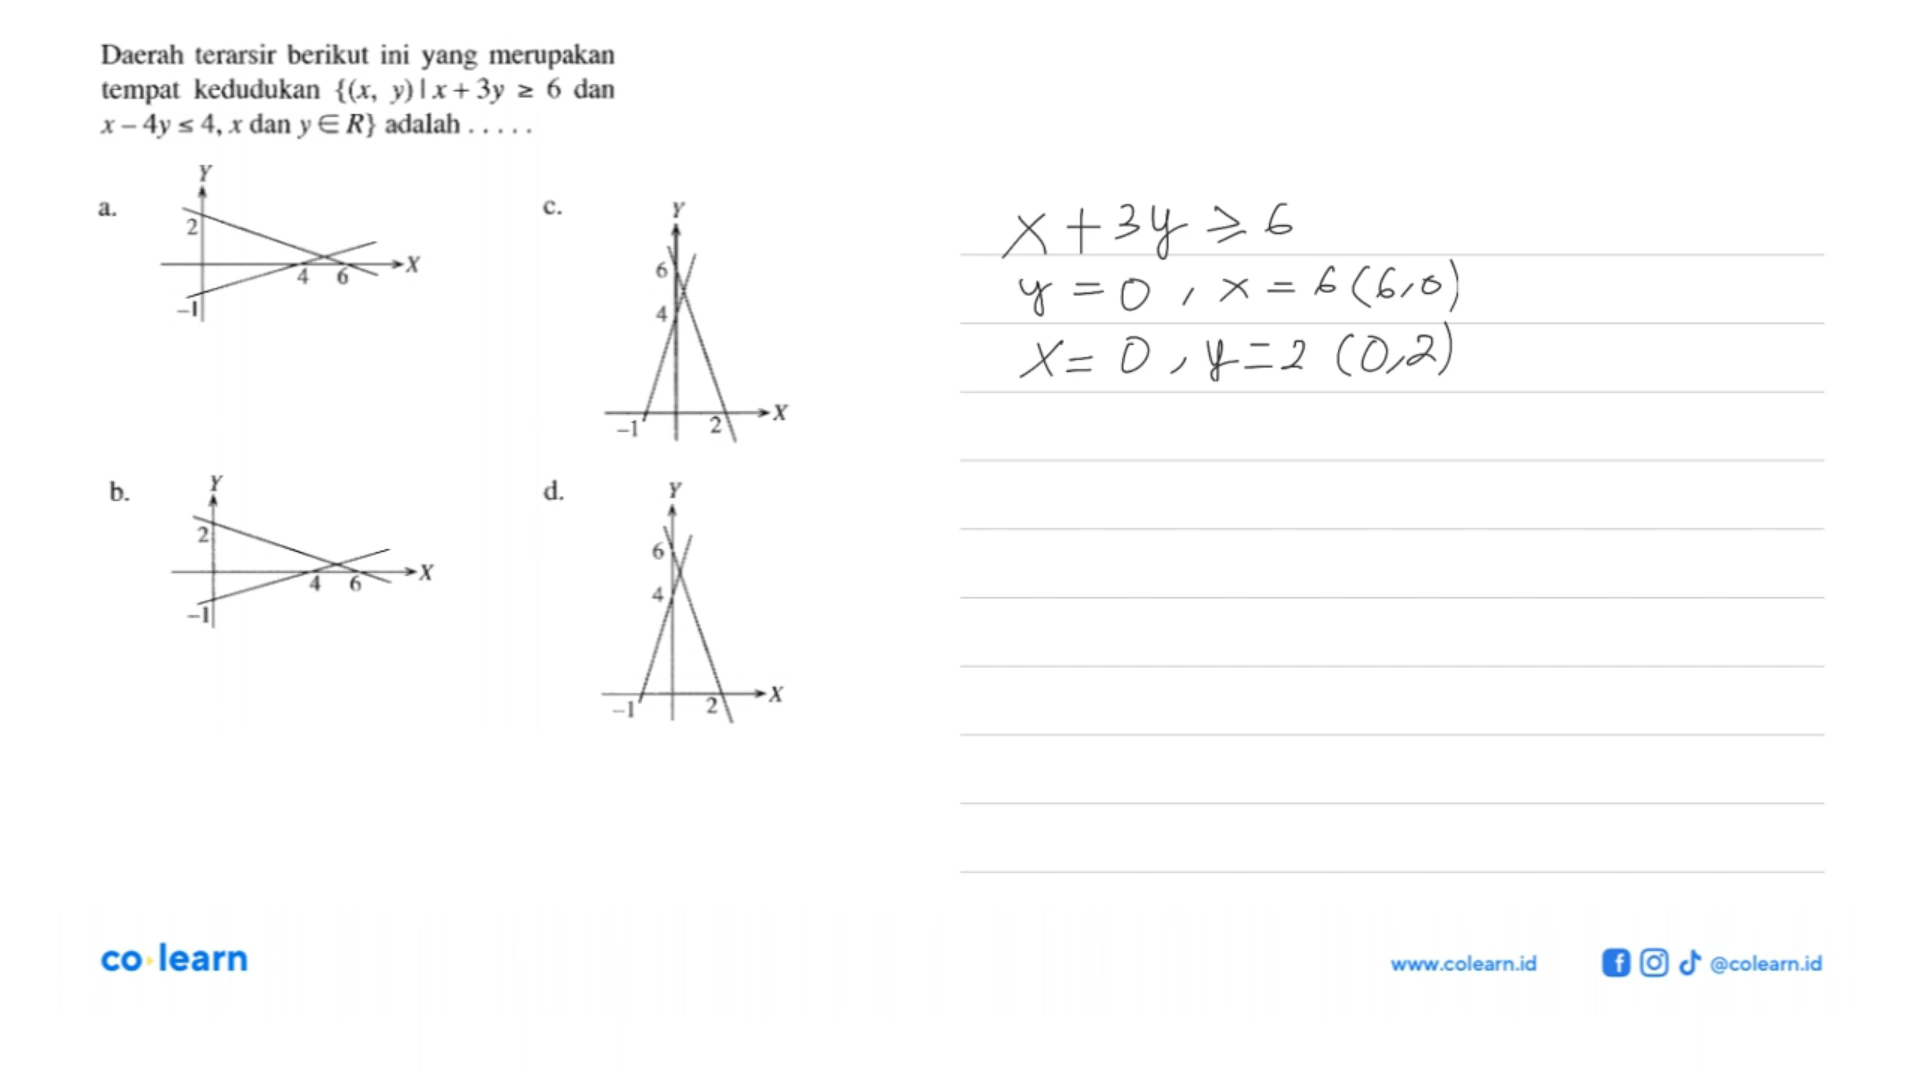 Daerah terarsir berikut ini yang merupakan
tempat kedudukan {(x, y) | x + 3y ≥ 6 dan
x – 4y ≤ 4, x dan y ∈ R} adalah . . . . .
a.
Y
2
4
6
X
–1
c.
Y
6
4
–1
2
X
b.
Y
2
4
6
X
–1
d.
Y
6
4
–1
2
X
x + 3y ≥ 6
y = 0 , x = 6 (6,0)
x = 0 , y = 2 (0,2)
co learn
www.colearn.id
@colearn.id